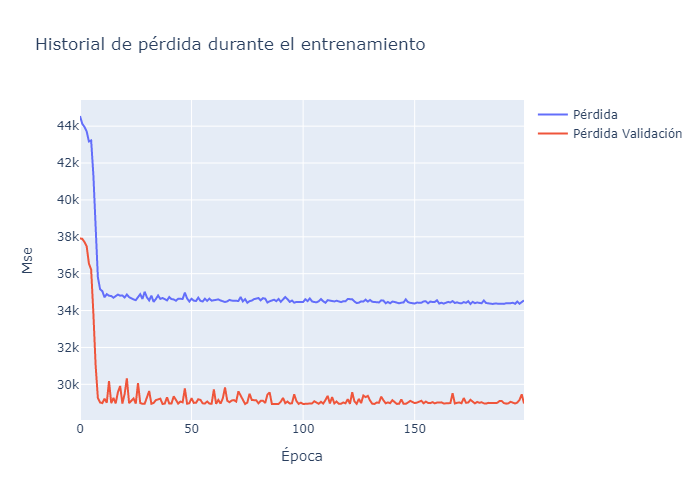 Historial de pérdida durante el entrenamiento
Pérdida
Pérdida Validación
44k
42k
40k
38k
36k
34k
32k
30k
Mse
0
50
100
150
Época